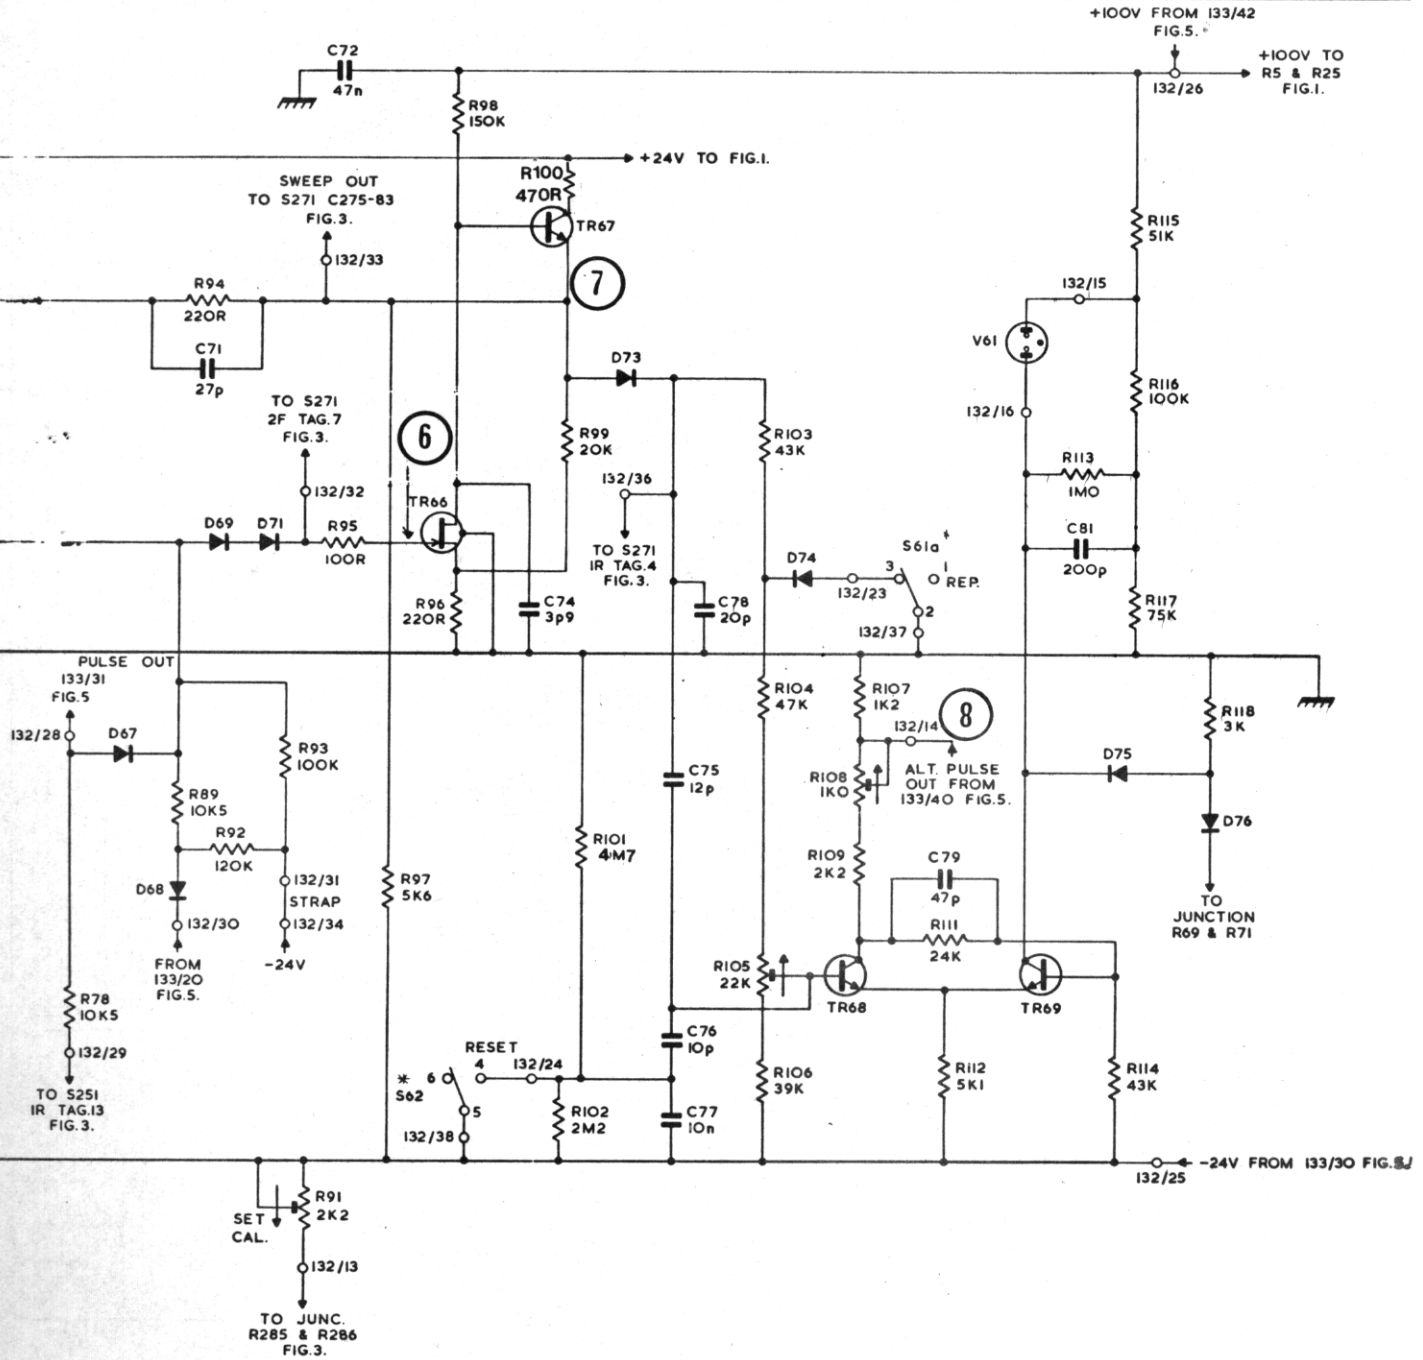 +100V FROM 133/42
FIG.5.
+100V TO
R5 & R25
FIG.1.
132/26
C72
47n
R98
150K
+24V TO FIG.1.
R100
470R
TR67
SWEEP OUT
TO S271 C275-83
FIG.3.
132/33
7
R94
220R
C71
27p
R115
51K
132/15
V61
D73
TO S271
2F TAG.7
FIG.3.
132/16
R116
100K
6
R99
20K
R103
43K
R113
1M0
132/36
132/32
TR66
D69
D71
R95
100R
C81
200p
TO S271
1R TAG.4
FIG.3.
D74
S61a*
3
1
REP.
132/23
2
132/37
R96
220R
C74
3p9
C78
20p
R117
75K
PULSE OUT
133/31
FIG.5
132/28
D67
R104
47K
R107
1K2
8
132/14
R118
3K
R93
100K
R89
10K5
C75
12p
R108
1K0
ALT. PULSE
OUT FROM
133/40 FIG.5.
D75
D76
R92
120K
R101
4M7
R109
2K2
C79
47p
D68
132/31
STRAP
R97
5K6
132/30
132/34
R111
24K
TO
JUNCTION
R69 & R71
FROM
133/20
FIG.5.
-24V
R105
22K
TR68
TR69
R78
10K5
132/29
C76
10p
RESET
4
132/24
* 6
S62
5
132/38
R102
2M2
C77
10n
R106
39K
R112
5K1
R114
43K
TO S251
1R TAG.13
FIG.3.
-24V FROM 133/30 FIG.5.
132/25
R91
2K2
SET
CAL.
132/13
TO JUNC.
R285 & R286
FIG.3.